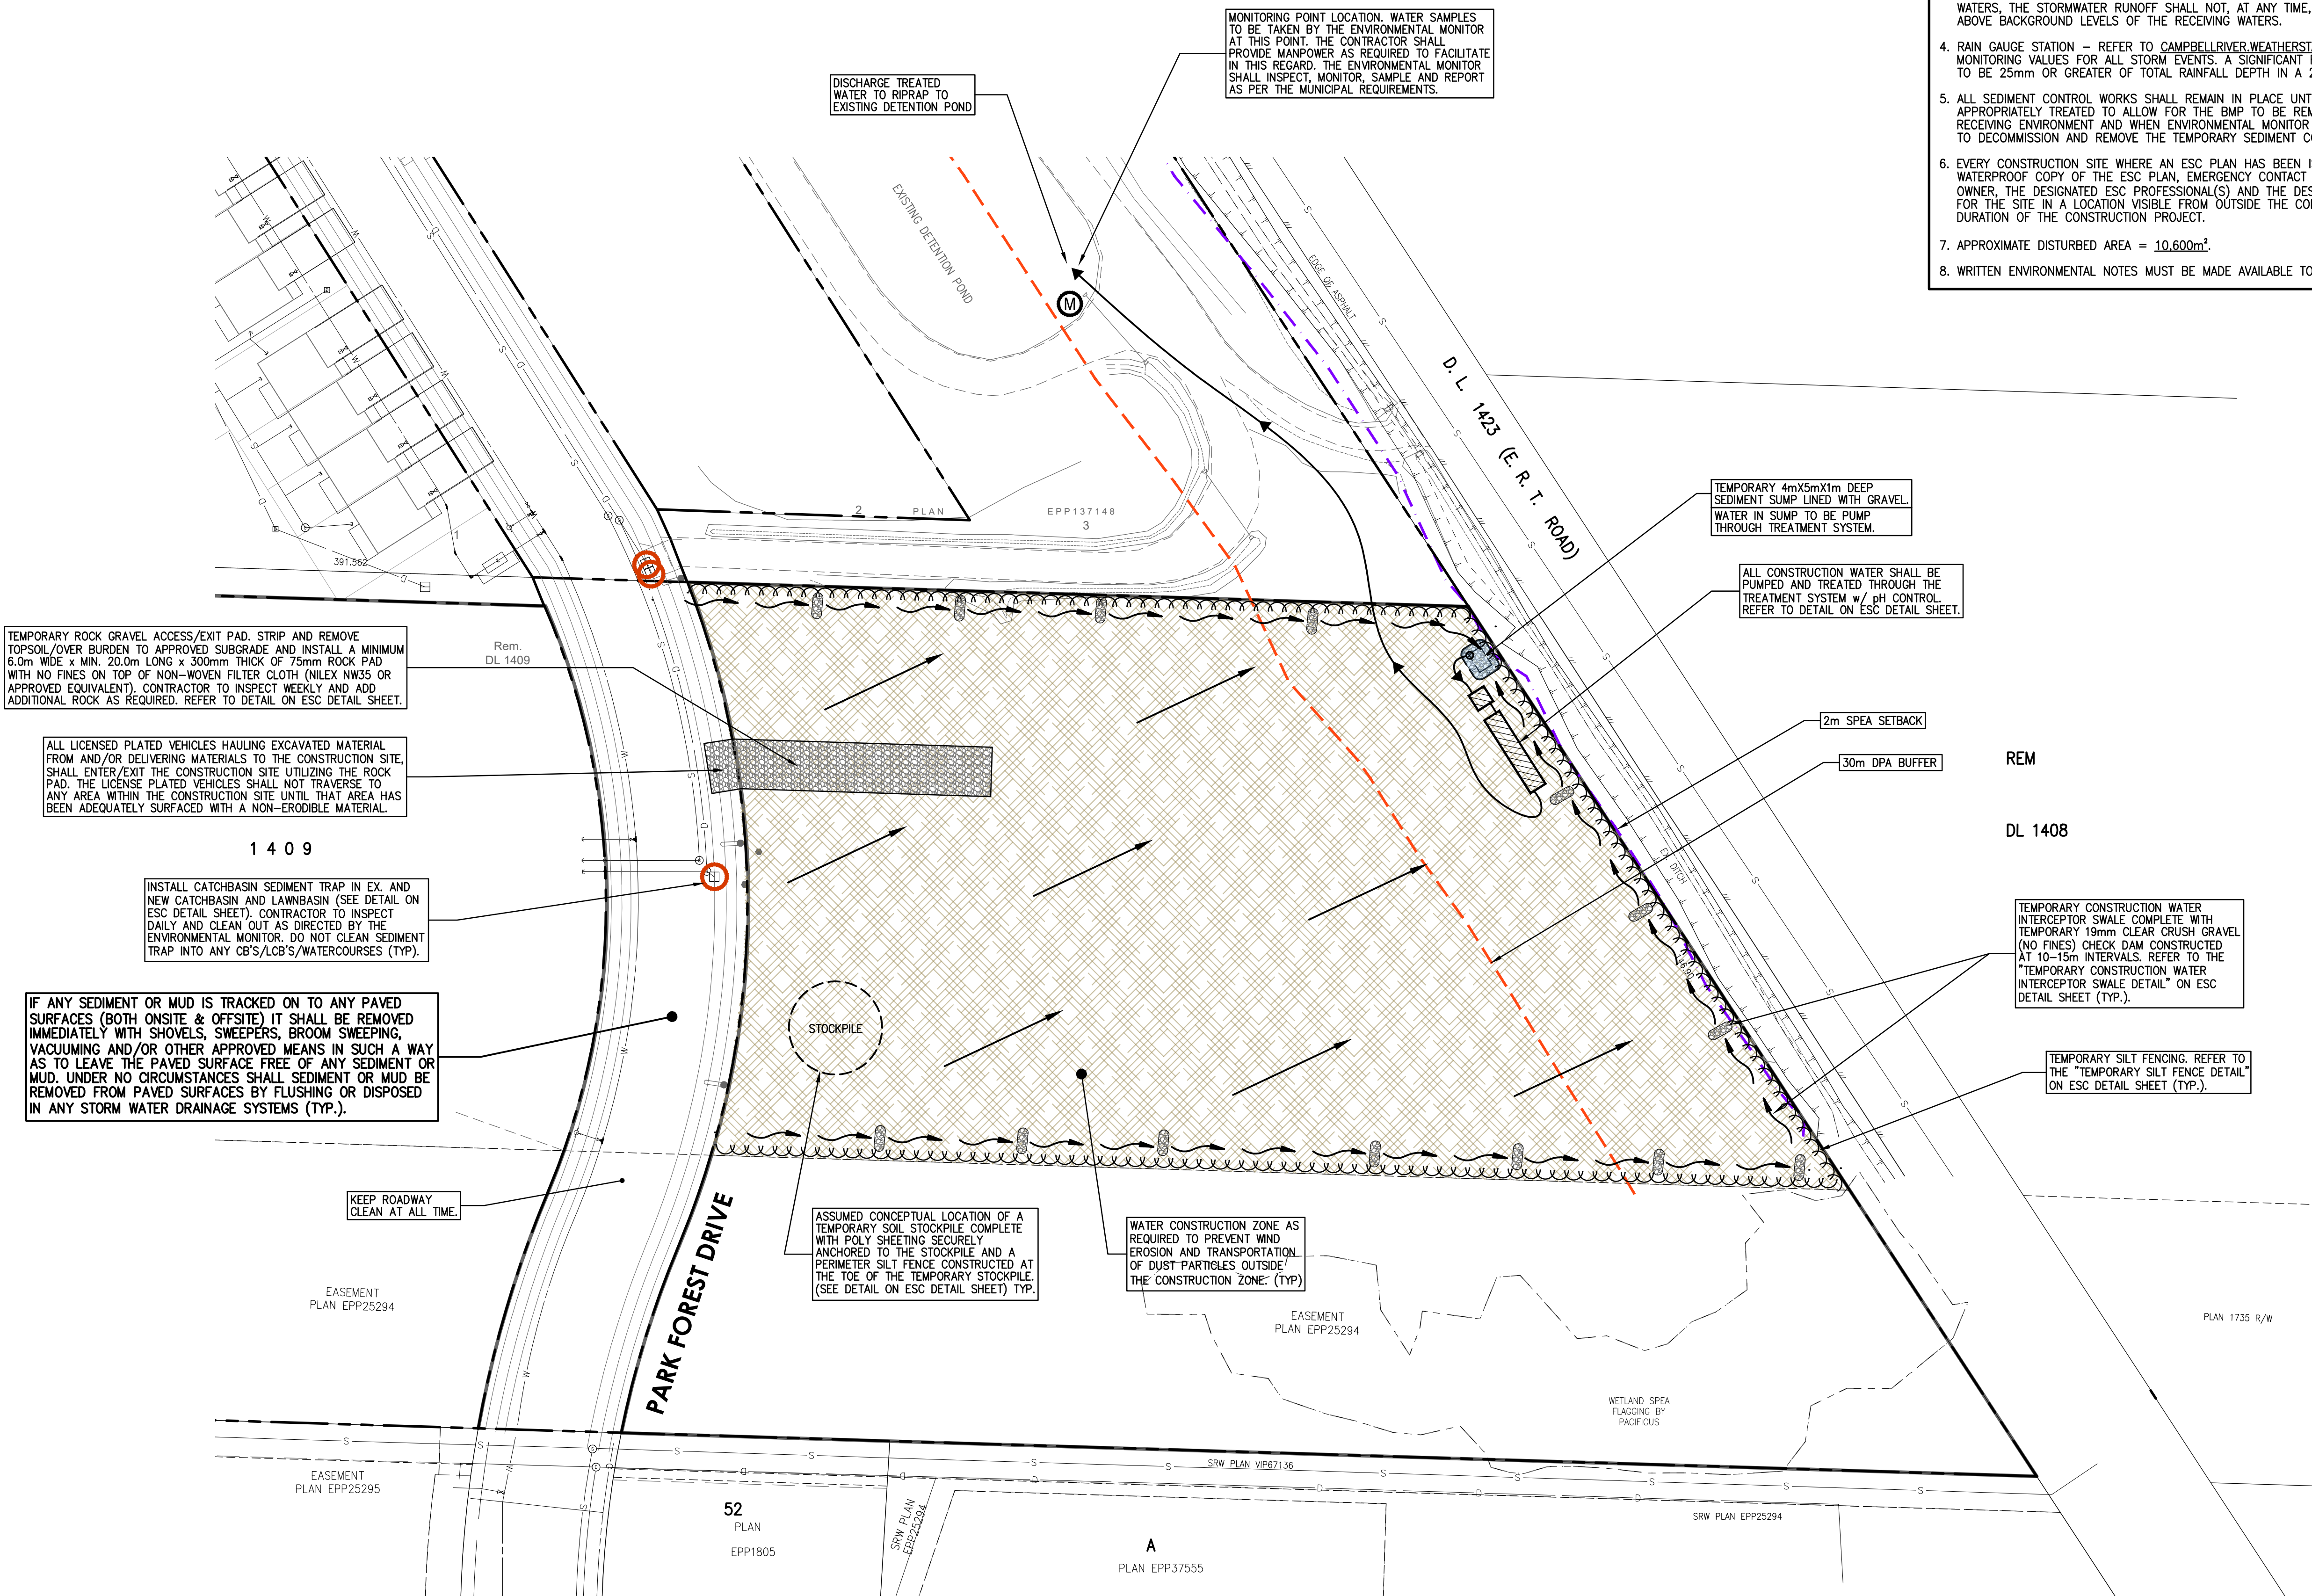 MONITORING POINT LOCATION. WATER SAMPLES
TO BE TAKEN BY THE ENVIRONMENTAL MONITOR
AT THIS POINT. THE CONTRACTOR SHALL
PROVIDE MANPOWER AS REQUIRED TO FACILITATE
IN THIS REGARD. THE ENVIRONMENTAL MONITOR
SHALL INSPECT, MONITOR, SAMPLE AND REPORT
AS PER THE MUNICIPAL REQUIREMENTS.
DISCHARGE TREATED
WATER TO RIPRAP TO
EXISTING DETENTION POND
WATERS, THE STORMWATER RUNOFF SHALL NOT, AT ANY TIME,
ABOVE BACKGROUND LEVELS OF THE RECEIVING WATERS.
4. RAIN GAUGE STATION – REFER TO CAMPBELLRIVER.WEATHERST
MONITORING VALUES FOR ALL STORM EVENTS. A SIGNIFICANT
TO BE 25mm OR GREATER OF TOTAL RAINFALL DEPTH IN A 2
5. ALL SEDIMENT CONTROL WORKS SHALL REMAIN IN PLACE UNT
APPROPRIATELY TREATED TO ALLOW FOR THE BMP TO BE REM
RECEIVING ENVIRONMENT AND WHEN ENVIRONMENTAL MONITOR
TO DECOMMISSION AND REMOVE THE TEMPORARY SEDIMENT CO
6. EVERY CONSTRUCTION SITE WHERE AN ESC PLAN HAS BEEN I
WATERPROOF COPY OF THE ESC PLAN, EMERGENCY CONTACT
OWNER, THE DESIGNATED ESC PROFESSIONAL(S) AND THE DES
FOR THE SITE IN A LOCATION VISIBLE FROM OUTSIDE THE CO
DURATION OF THE CONSTRUCTION PROJECT.
7. APPROXIMATE DISTURBED AREA = 10,600m².
8. WRITTEN ENVIRONMENTAL NOTES MUST BE MADE AVAILABLE TO
EXISTING DETENTION POND
M
EDGE OF ASPHALT
D. L. 1423 (E. R. T. ROAD)
2 PLAN EPP137148
3
1
391.562
TEMPORARY 4mX5mX1m DEEP
SEDIMENT SUMP LINED WITH GRAVEL.
WATER IN SUMP TO BE PUMP
THROUGH TREATMENT SYSTEM.
ALL CONSTRUCTION WATER SHALL BE
PUMPED AND TREATED THROUGH THE
TREATMENT SYSTEM w/ pH CONTROL.
REFER TO DETAIL ON ESC DETAIL SHEET.
TEMPORARY ROCK GRAVEL ACCESS/EXIT PAD. STRIP AND REMOVE
TOPSOIL/OVER BURDEN TO APPROVED SUBGRADE AND INSTALL A MINIMUM
6.0m WIDE x MIN. 20.0m LONG x 300mm THICK OF 75mm ROCK PAD
WITH NO FINES ON TOP OF NON–WOVEN FILTER CLOTH (NILEX NW35 OR
APPROVED EQUIVALENT). CONTRACTOR TO INSPECT WEEKLY AND ADD
ADDITIONAL ROCK AS REQUIRED. REFER TO DETAIL ON ESC DETAIL SHEET.
Rem.
DL 1409
2m SPEA SETBACK
30m DPA BUFFER
REM
DL 1408
ALL LICENSED PLATED VEHICLES HAULING EXCAVATED MATERIAL
FROM AND/OR DELIVERING MATERIALS TO THE CONSTRUCTION SITE,
SHALL ENTER/EXIT THE CONSTRUCTION SITE UTILIZING THE ROCK
PAD. THE LICENSE PLATED VEHICLES SHALL NOT TRAVERSE TO
ANY AREA WITHIN THE CONSTRUCTION SITE UNTIL THAT AREA HAS
BEEN ADEQUATELY SURFACED WITH A NON–ERODIBLE MATERIAL.
1 4 0 9
EX. DITCH
146.90
INSTALL CATCHBASIN SEDIMENT TRAP IN EX. AND
NEW CATCHBASIN AND LAWNBASIN (SEE DETAIL ON
ESC DETAIL SHEET). CONTRACTOR TO INSPECT
DAILY AND CLEAN OUT AS DIRECTED BY THE
ENVIRONMENTAL MONITOR. DO NOT CLEAN SEDIMENT
TRAP INTO ANY CB'S/LCB'S/WATERCOURSES (TYP).
TEMPORARY CONSTRUCTION WATER
INTERCEPTOR SWALE COMPLETE WITH
TEMPORARY 19mm CLEAR CRUSH GRAVEL
(NO FINES) CHECK DAM CONSTRUCTED
AT 10–15m INTERVALS. REFER TO THE
"TEMPORARY CONSTRUCTION WATER
INTERCEPTOR SWALE DETAIL" ON ESC
DETAIL SHEET (TYP.).
IF ANY SEDIMENT OR MUD IS TRACKED ON TO ANY PAVED
SURFACES (BOTH ONSITE & OFFSITE) IT SHALL BE REMOVED
IMMEDIATELY WITH SHOVELS, SWEEPERS, BROOM SWEEPING,
VACUUMING AND/OR OTHER APPROVED MEANS IN SUCH A WAY
AS TO LEAVE THE PAVED SURFACE FREE OF ANY SEDIMENT OR
MUD. UNDER NO CIRCUMSTANCES SHALL SEDIMENT OR MUD BE
REMOVED FROM PAVED SURFACES BY FLUSHING OR DISPOSED
IN ANY STORM WATER DRAINAGE SYSTEMS (TYP.).
STOCKPILE
TEMPORARY SILT FENCING. REFER TO
THE "TEMPORARY SILT FENCE DETAIL"
ON ESC DETAIL SHEET (TYP.).
KEEP ROADWAY
CLEAN AT ALL TIME.
PARK FOREST DRIVE
ASSUMED CONCEPTUAL LOCATION OF A
TEMPORARY SOIL STOCKPILE COMPLETE
WITH POLY SHEETING SECURELY
ANCHORED TO THE STOCKPILE AND A
PERIMETER SILT FENCE CONSTRUCTED AT
THE TOE OF THE TEMPORARY STOCKPILE.
(SEE DETAIL ON ESC DETAIL SHEET) TYP.
WATER CONSTRUCTION ZONE AS
REQUIRED TO PREVENT WIND
EROSION AND TRANSPORTATION
OF DUST PARTICLES OUTSIDE
THE CONSTRUCTION ZONE. (TYP)
EASEMENT
PLAN EPP25294
EASEMENT
PLAN EPP25294
PLAN 1735 R/W
WETLAND SPEA
FLAGGING BY
PACIFICUS
SRW PLAN VIP67136
EASEMENT
PLAN EPP25295
52
PLAN
EPP1805
SRW PLAN
EPP25294
A
PLAN EPP37555
SRW PLAN EPP25294